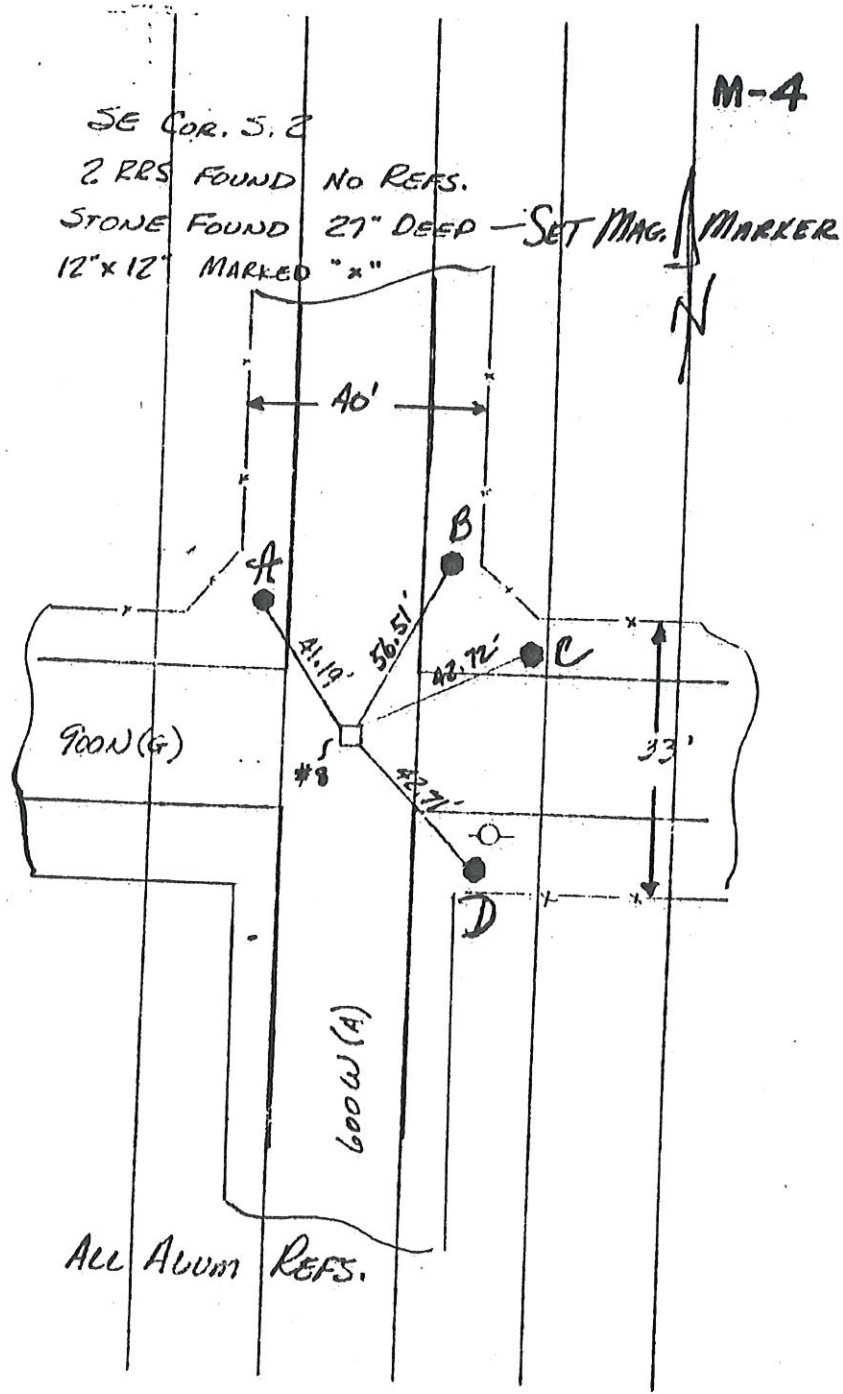 M-4
SE COR. S. 2
2 RRS FOUND NO REFS.
STONE FOUND 27" DEEP — SET MAG. MARKER
12" x 12" MARKED "x"
N
40'
B
A
56.51'
41.19'
42.72'
C
900N (G)
#8
33'
42.71'
D
600W (A)
ALL ALUM REFS.